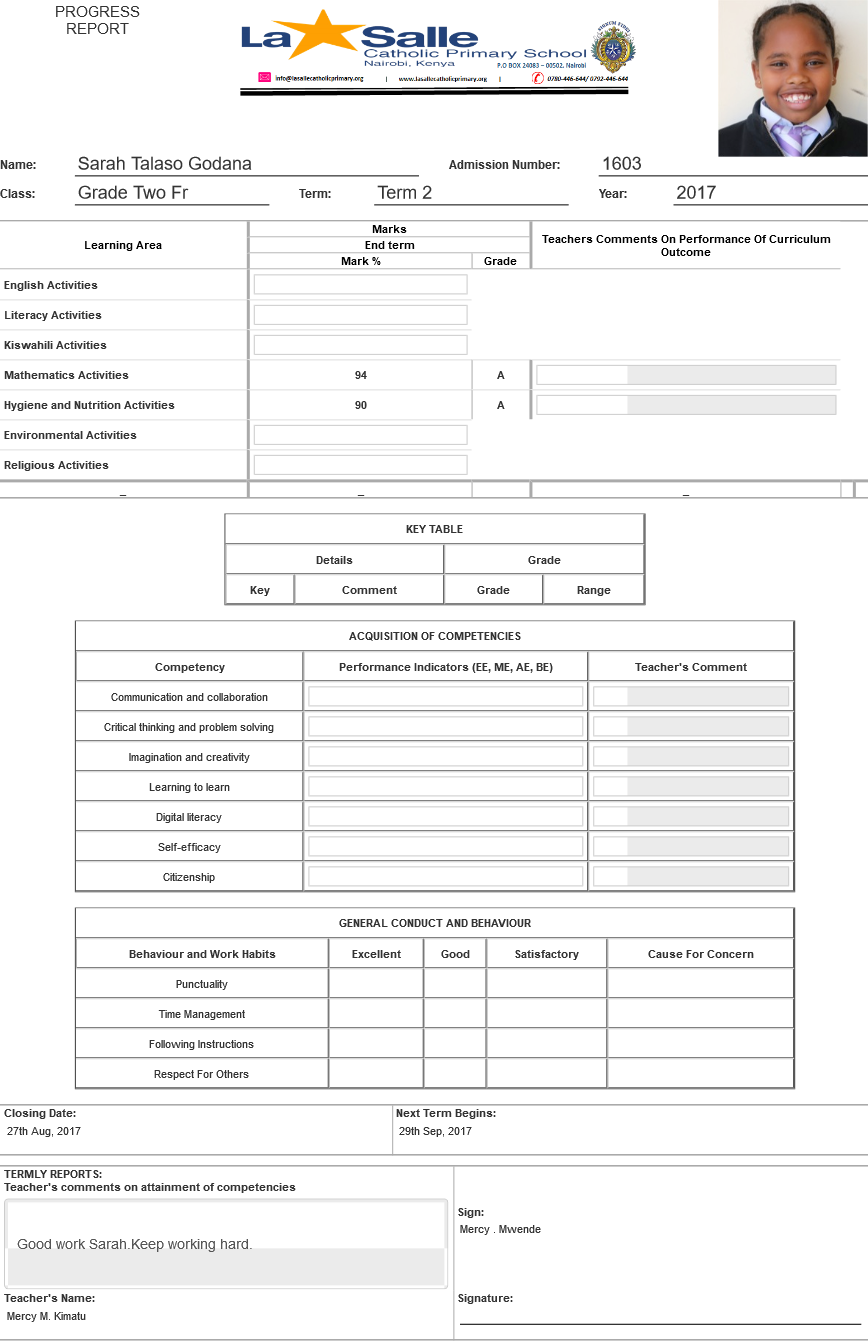 PROGRESS
REPORT
La Salle
Catholic Primary School
Nairobi, Kenya
P.O BOX 24083 – 00502, Nairobi
info@lasallecatholicprimary.org | www.lasallecatholicprimary.org | 0780-446-644/ 0792-446-644
Name: Sarah Talaso Godana Admission Number: 1603
Class: Grade Two Fr Term: Term 2 Year: 2017
Learning Area Marks Teachers Comments On Performance Of Curriculum Outcome
End term
Mark % Grade
English Activities
Literacy Activities
Kiswahili Activities
Mathematics Activities 94 A
Hygiene and Nutrition Activities 90 A
Environmental Activities
Religious Activities
_ _ _
KEY TABLE
Details Grade
Key Comment Grade Range
ACQUISITION OF COMPETENCIES
Competency Performance Indicators (EE, ME, AE, BE) Teacher's Comment
Communication and collaboration
Critical thinking and problem solving
Imagination and creativity
Learning to learn
Digital literacy
Self-efficacy
Citizenship
GENERAL CONDUCT AND BEHAVIOUR
Behaviour and Work Habits Excellent Good Satisfactory Cause For Concern
Punctuality
Time Management
Following Instructions
Respect For Others
Closing Date: Next Term Begins:
27th Aug, 2017 29th Sep, 2017
TERMLY REPORTS:
Teacher's comments on attainment of competencies
Good work Sarah.Keep working hard.
Sign:
Mercy . Mwende
Teacher's Name: Signature:
Mercy M. Kimatu